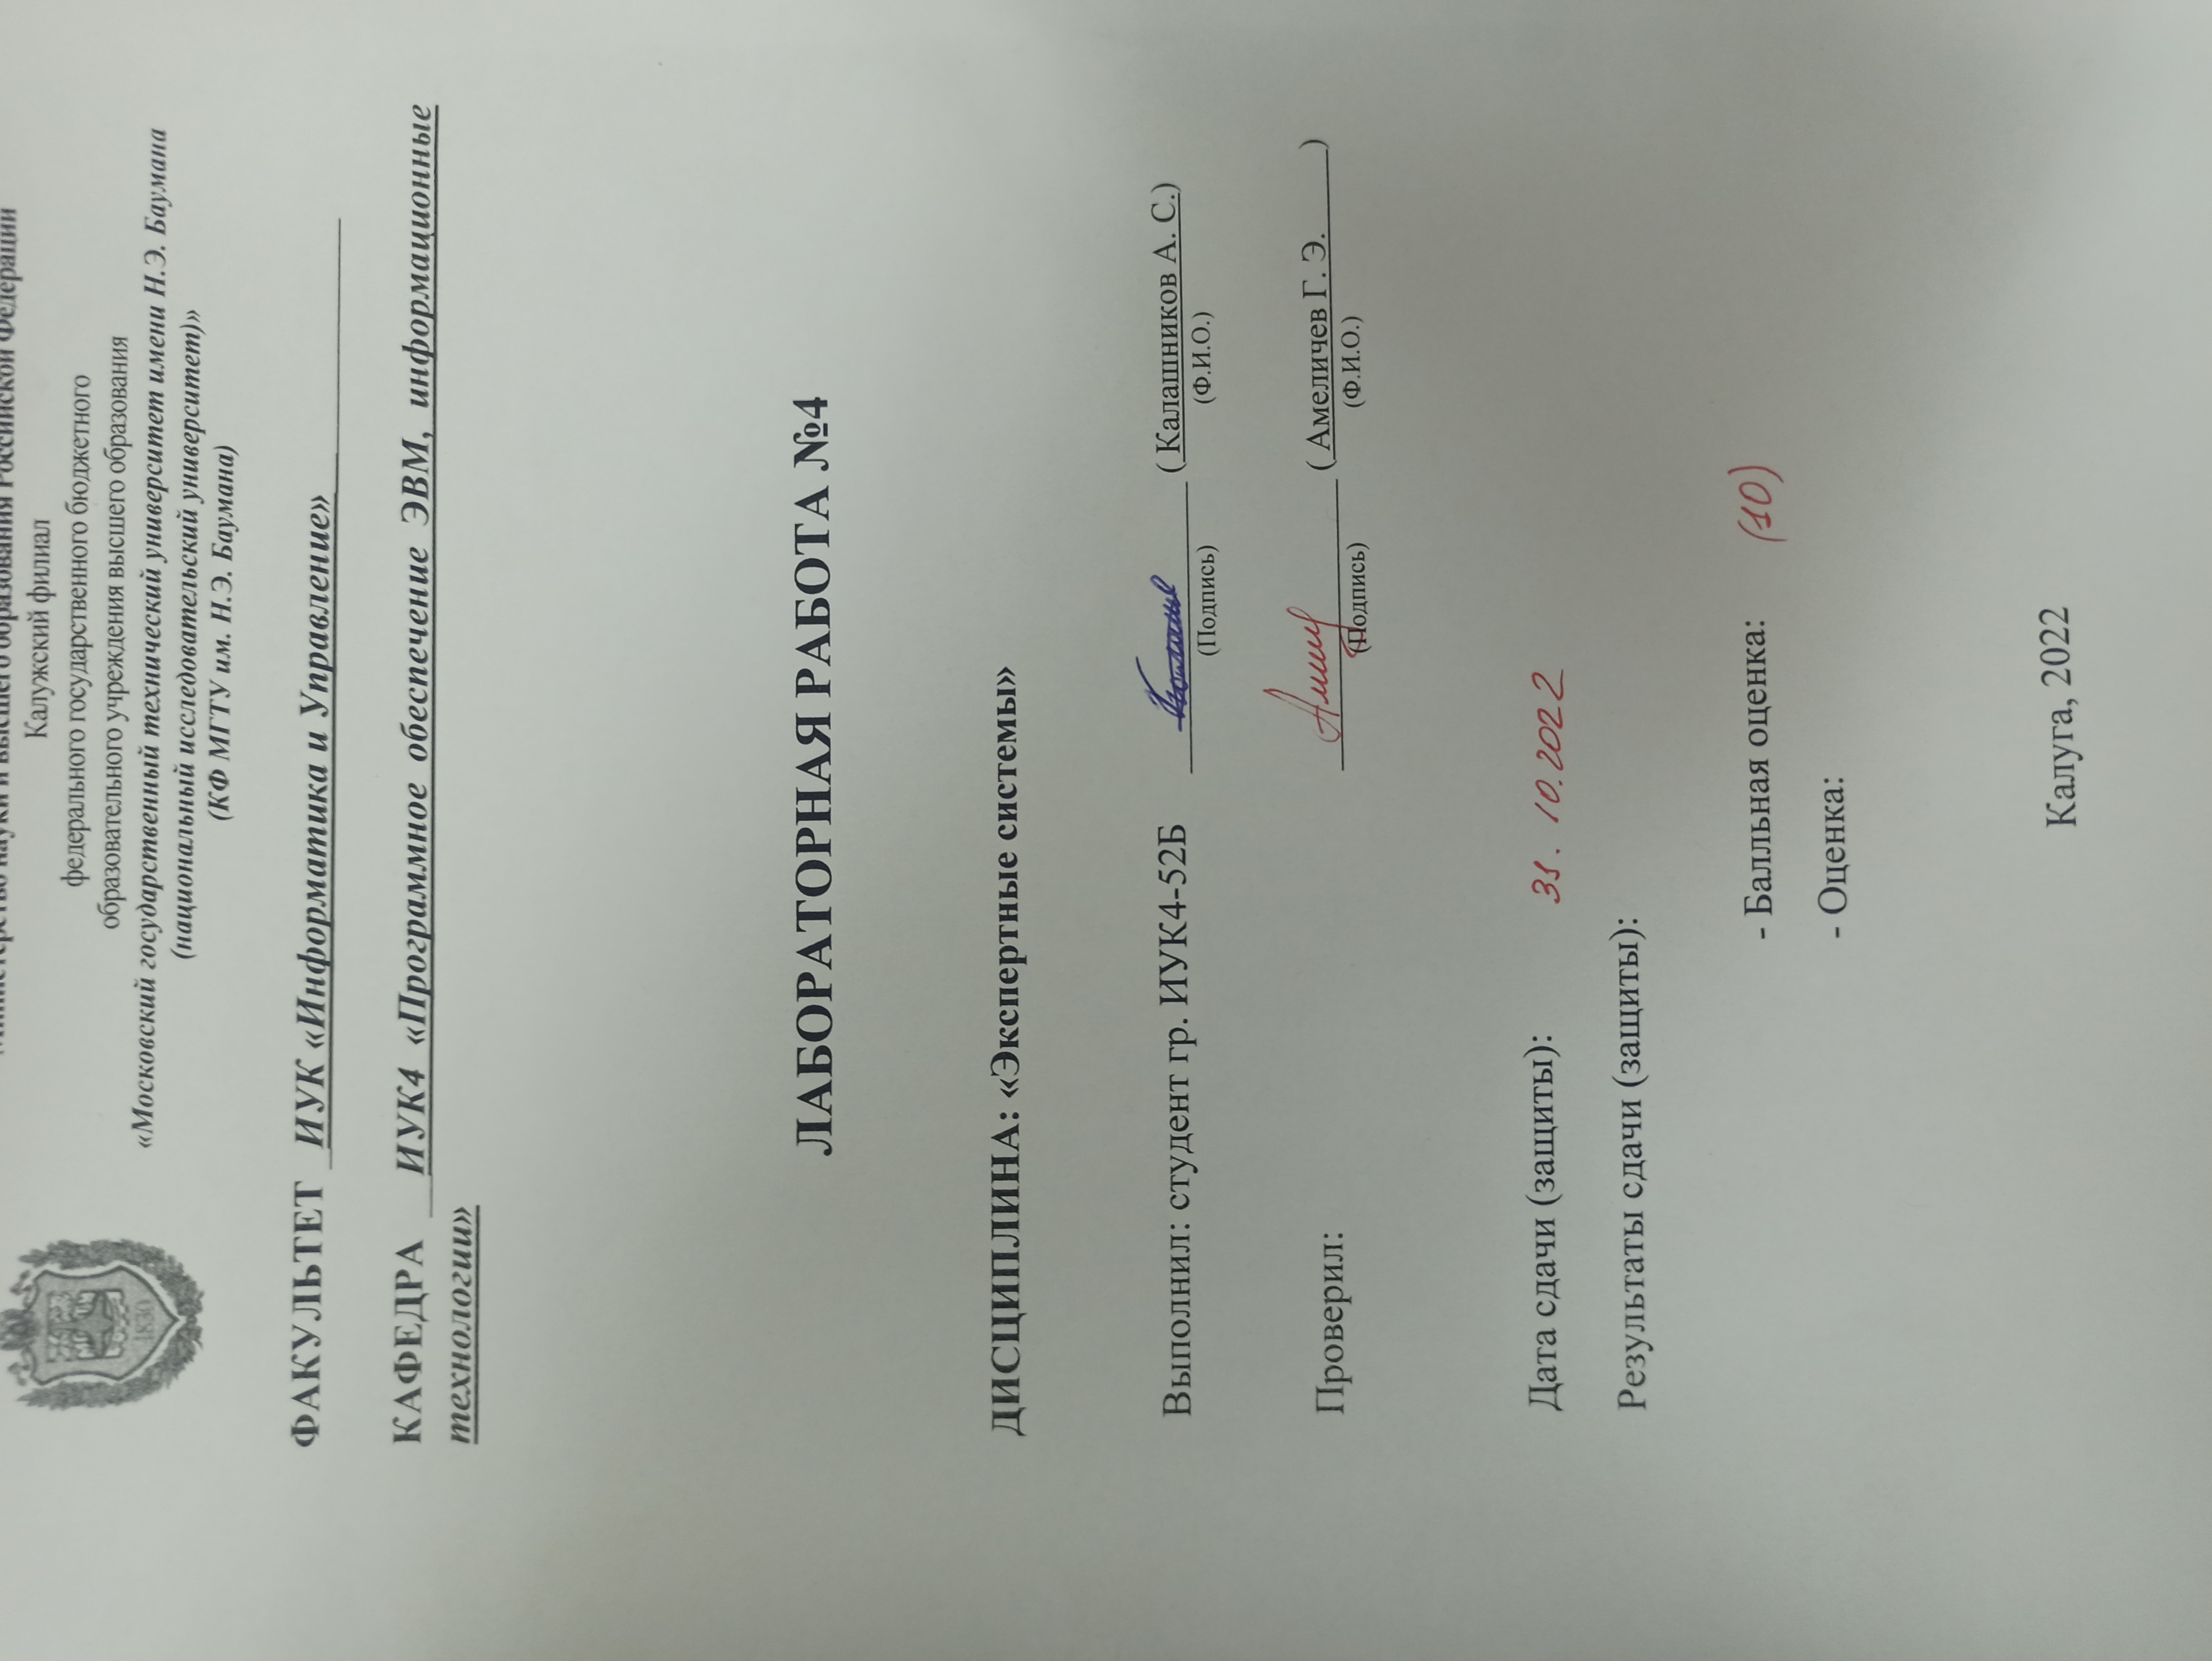 Министерство науки и высшего образования Российской Федерации
Калужский филиал
федерального государственного бюджетного
образовательного учреждения высшего образования
«Московский государственный технический университет имени Н.Э. Баумана
(национальный исследовательский университет)»
(КФ МГТУ им. Н.Э. Баумана)
1830
ФАКУЛЬТЕТ ИУК «Информатика и Управление»
КАФЕДРА ИУК4 «Программное обеспечение ЭВМ, информационные
технологии»
ЛАБОРАТОРНАЯ РАБОТА №4
ДИСЦИПЛИНА: «Экспертные системы»
Выполнил: студент гр. ИУК4-52Б ( Калашников А. С.)
(Подпись) (Ф.И.О.)
Проверил: ( Амеличев Г. Э. )
(Подпись) (Ф.И.О.)
Дата сдачи (защиты): 31. 10.2022
Результаты сдачи (защиты):
- Балльная оценка: (10)
- Оценка:
Калуга, 2022